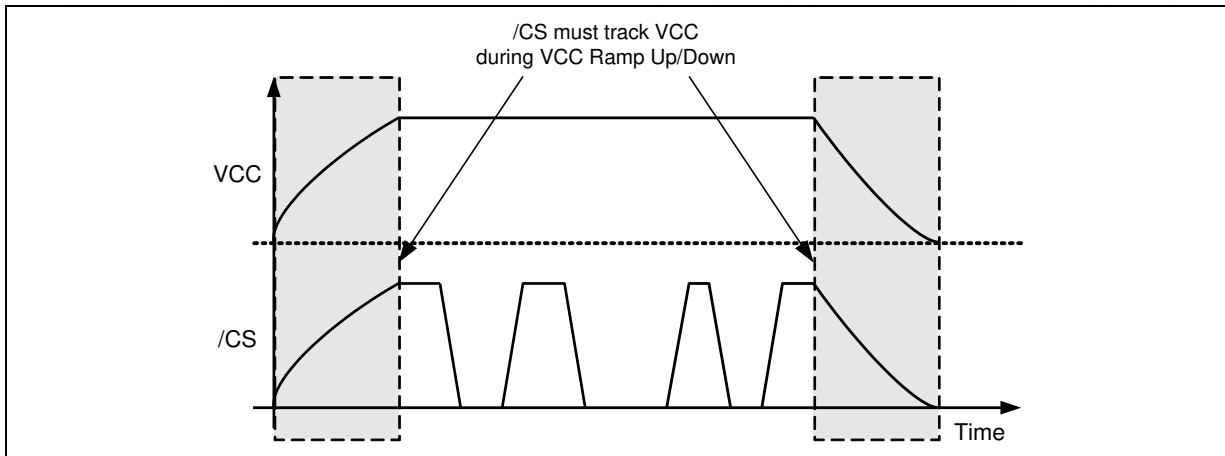 /CS must track VCC
during VCC Ramp Up/Down
VCC
/CS
Time